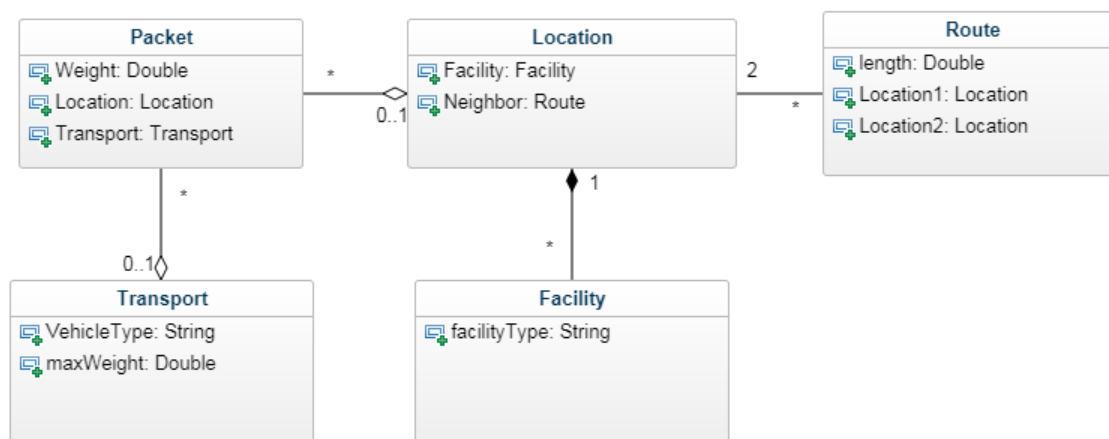 Packet
Weight: Double
Location: Location
Transport: Transport
*
0..1
Location
Facility: Facility
Neighbor: Route
2
*
Route
length: Double
Location1: Location
Location2: Location
*
0..1
1
*
Transport
VehicleType: String
maxWeight: Double
Facility
facilityType: String